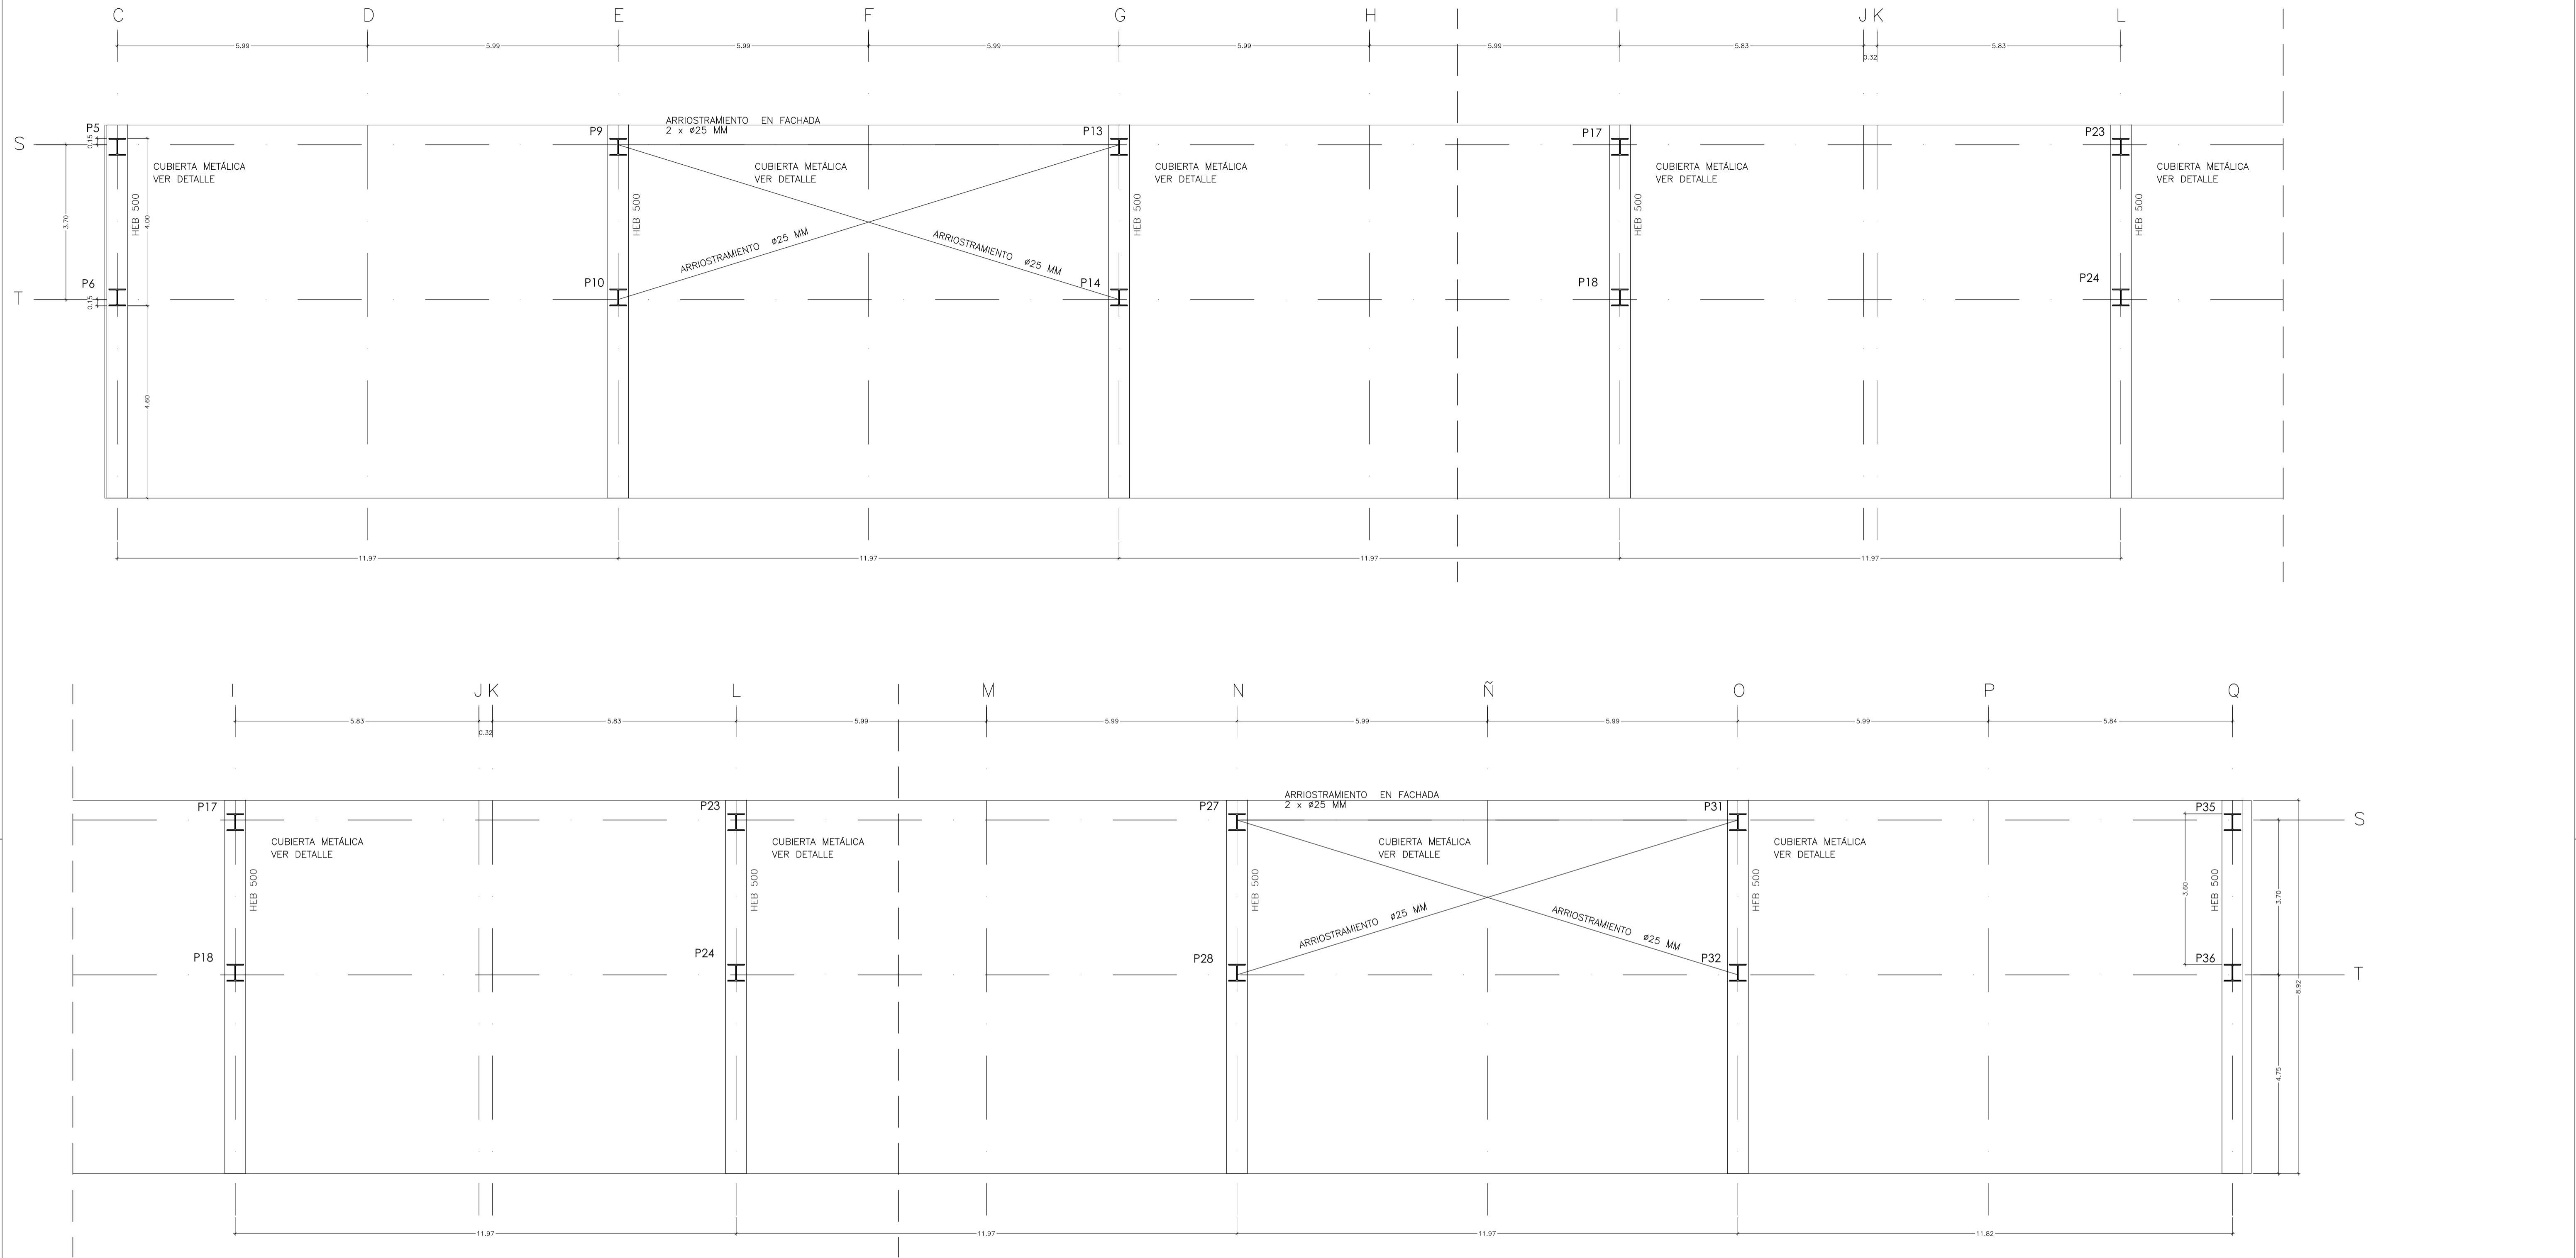 C D E F G H I J K L
5.99 5.99 5.99 5.99 5.99 5.99 5.83 5.83
0.32
ARRIOSTRAMIENTO EN FACHADA
2 x ø25 MM
P5 P9 P13 P17 P23
S
0.15
CUBIERTA METÁLICA CUBIERTA METÁLICA CUBIERTA METÁLICA CUBIERTA METÁLICA CUBIERTA METÁLICA
VER DETALLE VER DETALLE VER DETALLE VER DETALLE VER DETALLE
3.70 HEB 500 4.00 HEB 500 HEB 500 HEB 500 HEB 500
ARRIOSTRAMIENTO ø25 MM
ARRIOSTRAMIENTO ø25 MM
P6 P10 P14 P18 P24
T
0.15
4.60
11.97 11.97 11.97 11.97
I J K L M N Ñ O P Q
5.83 5.83 5.99 5.99 5.99 5.99 5.99 5.84
0.32
ARRIOSTRAMIENTO EN FACHADA
2 x ø25 MM
P17 P23 P27 P31 P35
S
CUBIERTA METÁLICA CUBIERTA METÁLICA CUBIERTA METÁLICA CUBIERTA METÁLICA
VER DETALLE VER DETALLE VER DETALLE VER DETALLE
HEB 500 HEB 500 HEB 500 HEB 500 3.60 HEB 500 3.70
ARRIOSTRAMIENTO ø25 MM
ARRIOSTRAMIENTO ø25 MM
P18 P24 P28 P32 P36
T
8.92
4.75
11.97 11.97 11.97 11.82